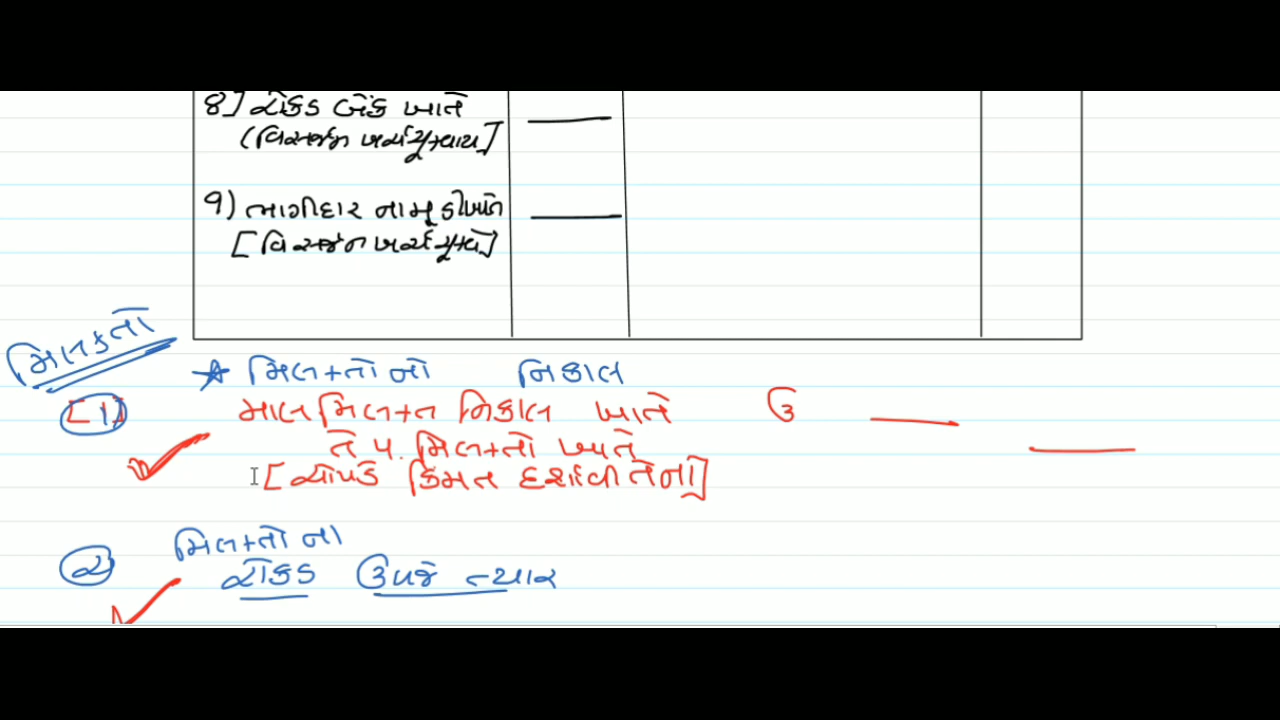 8] રોકડ બેંક ખાતે
(વિસર્જન ખર્ચ ચૂકવાય]
9) ભાગીદાર ના મૂડી ખાતે
[વિસર્જન ખર્ચ ચૂકવે]
મિલકતો
* મિલકતો નો નિકાલ
[1] માલ મિલકત નિકાલ ખાતે ઉ
તે પ. મિલકતો ખાતે
[ચોપડે કિંમત દર્શાવી તેના]
૨ મિલકતો ના
રોકડ ઉપજે ત્યારે